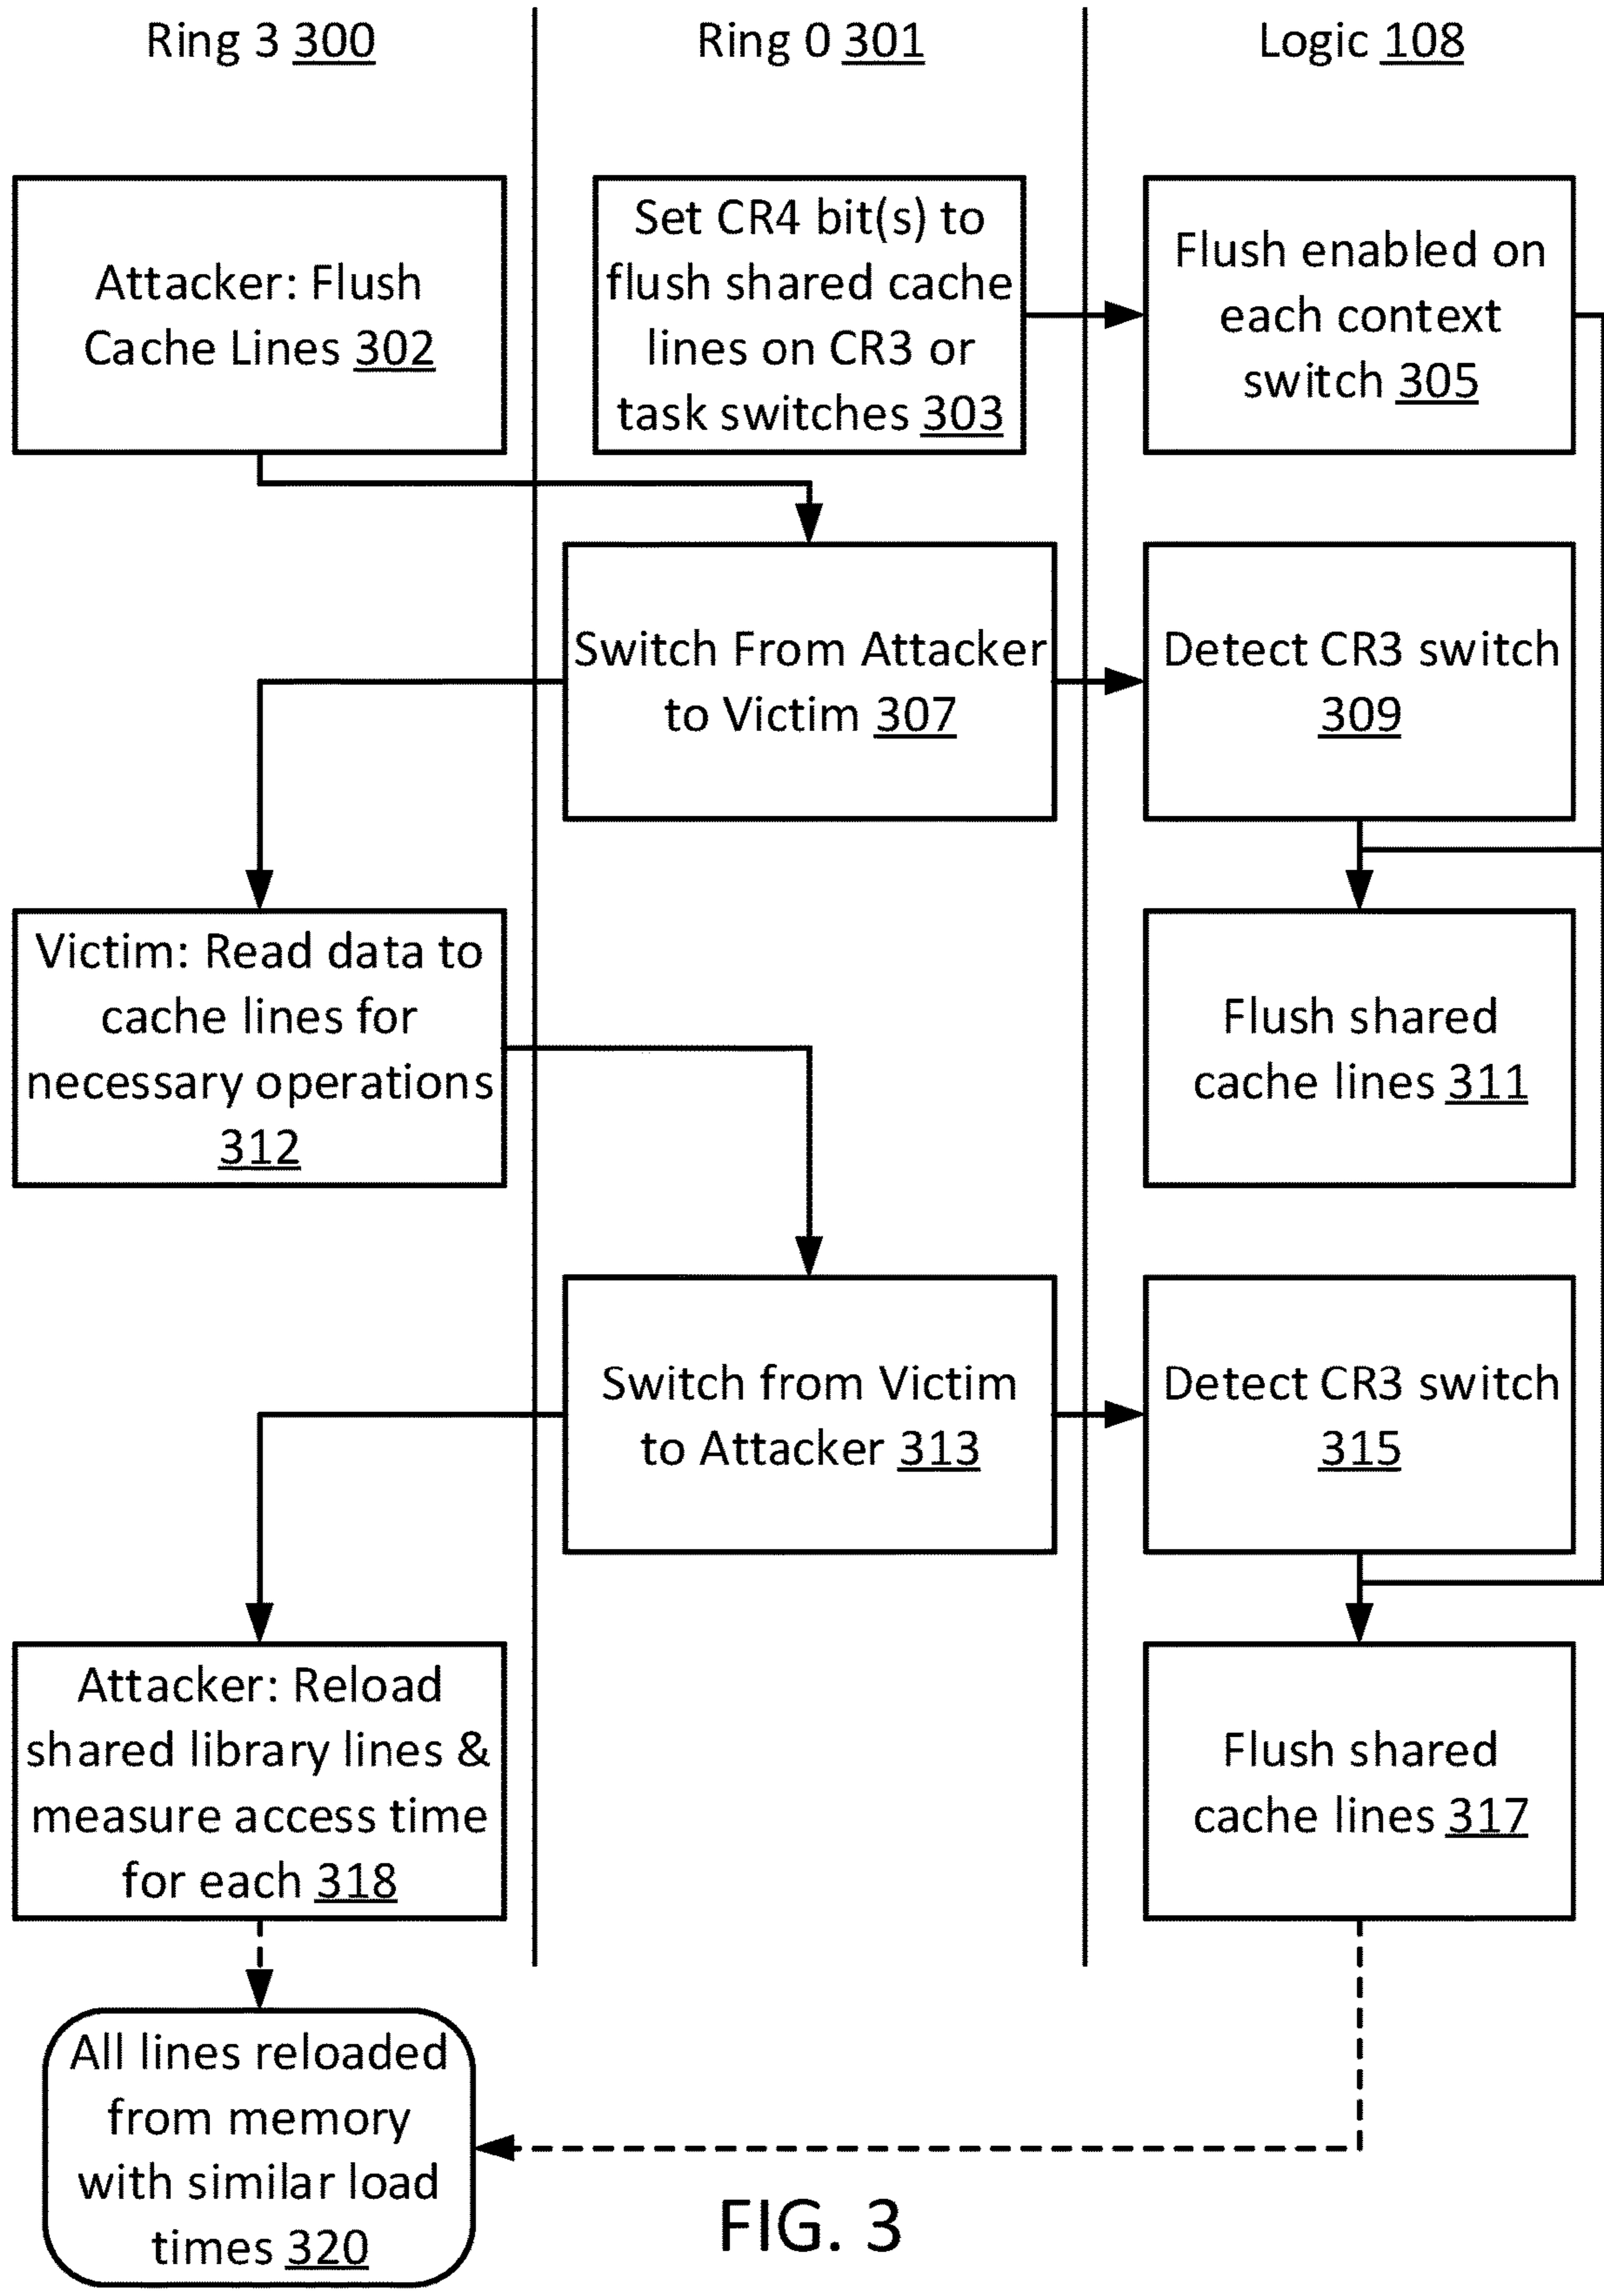 Ring 3 300
Ring 0 301
Logic 108
Attacker: Flush
Cache Lines 302
Set CR4 bit(s) to
flush shared cache
lines on CR3 or
task switches 303
Flush enabled on
each context
switch 305
Switch From Attacker
to Victim 307
Detect CR3 switch
309
Victim: Read data to
cache lines for
necessary operations
312
Flush shared
cache lines 311
Switch from Victim
to Attacker 313
Detect CR3 switch
315
Attacker: Reload
shared library lines &
measure access time
for each 318
Flush shared
cache lines 317
All lines reloaded
from memory
with similar load
times 320
FIG. 3